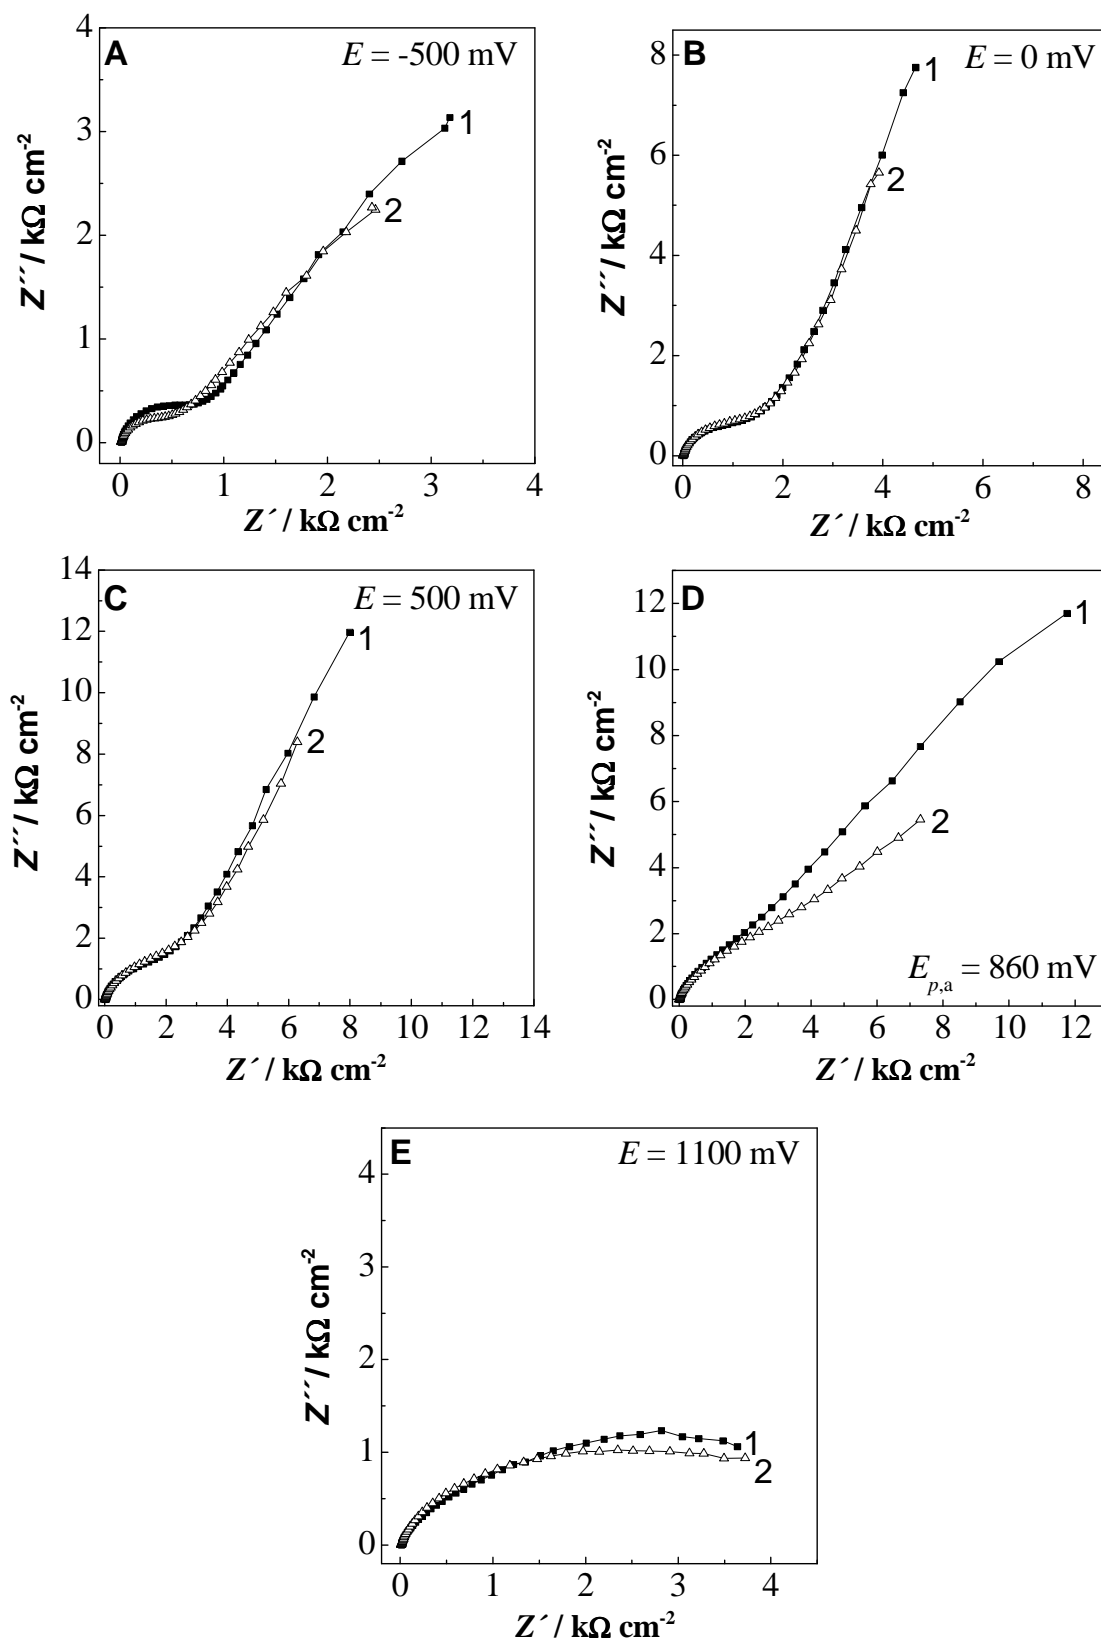 A
E = -500 mV
4
3
2
1
0
1
2
Z´´ / kΩ cm⁻²
0 1 2 3 4
Z´ / kΩ cm⁻²
B
E = 0 mV
8
6
4
2
0
1
2
Z´´ / kΩ cm⁻²
0 2 4 6 8
Z´ / kΩ cm⁻²
C
E = 500 mV
14
12
10
8
6
4
2
0
1
2
Z´´ / kΩ cm⁻²
0 2 4 6 8 10 12 14
Z´ / kΩ cm⁻²
D
12
10
8
6
4
2
0
1
2
Eₚ,ₐ = 860 mV
Z´´ / kΩ cm⁻²
0 2 4 6 8 10 12
Z´ / kΩ cm⁻²
E
E = 1100 mV
4
3
2
1
0
1
2
Z´´ / kΩ cm⁻²
0 1 2 3 4
Z´ / kΩ cm⁻²